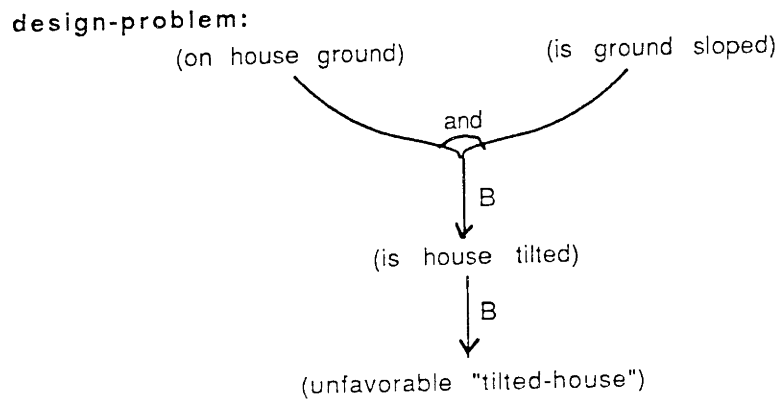 design-problem:
(on house ground) (is ground sloped)
and
B
(is house tilted)
B
(unfavorable "tilted-house")